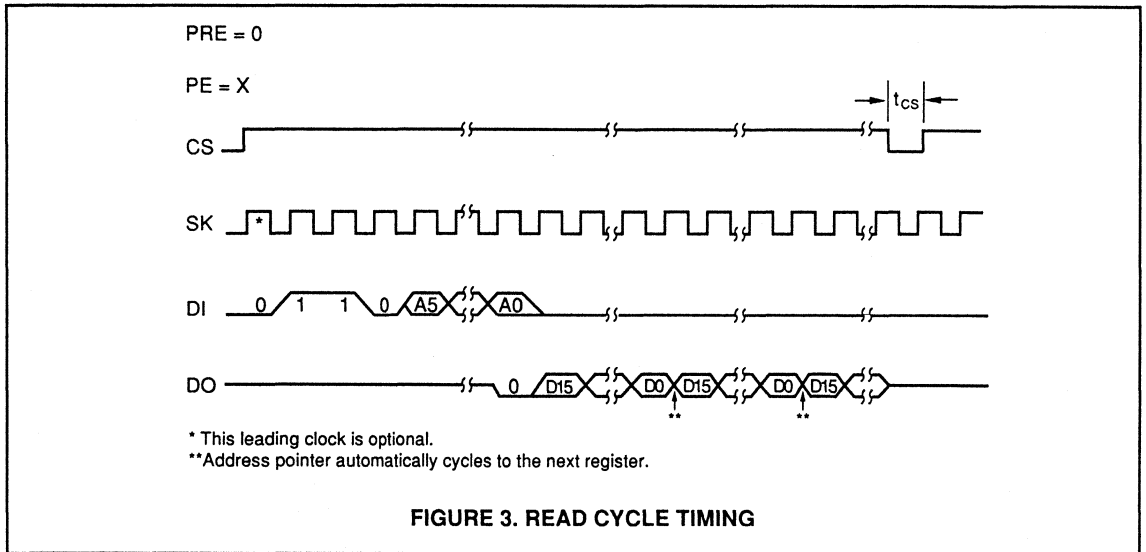 PRE = 0
PE = X
tCS
CS
SK *
DI 0 1 1 0 A5 A0
DO 0 D15 D0 D15 D0 D15
** **
* This leading clock is optional.
**Address pointer automatically cycles to the next register.
FIGURE 3. READ CYCLE TIMING